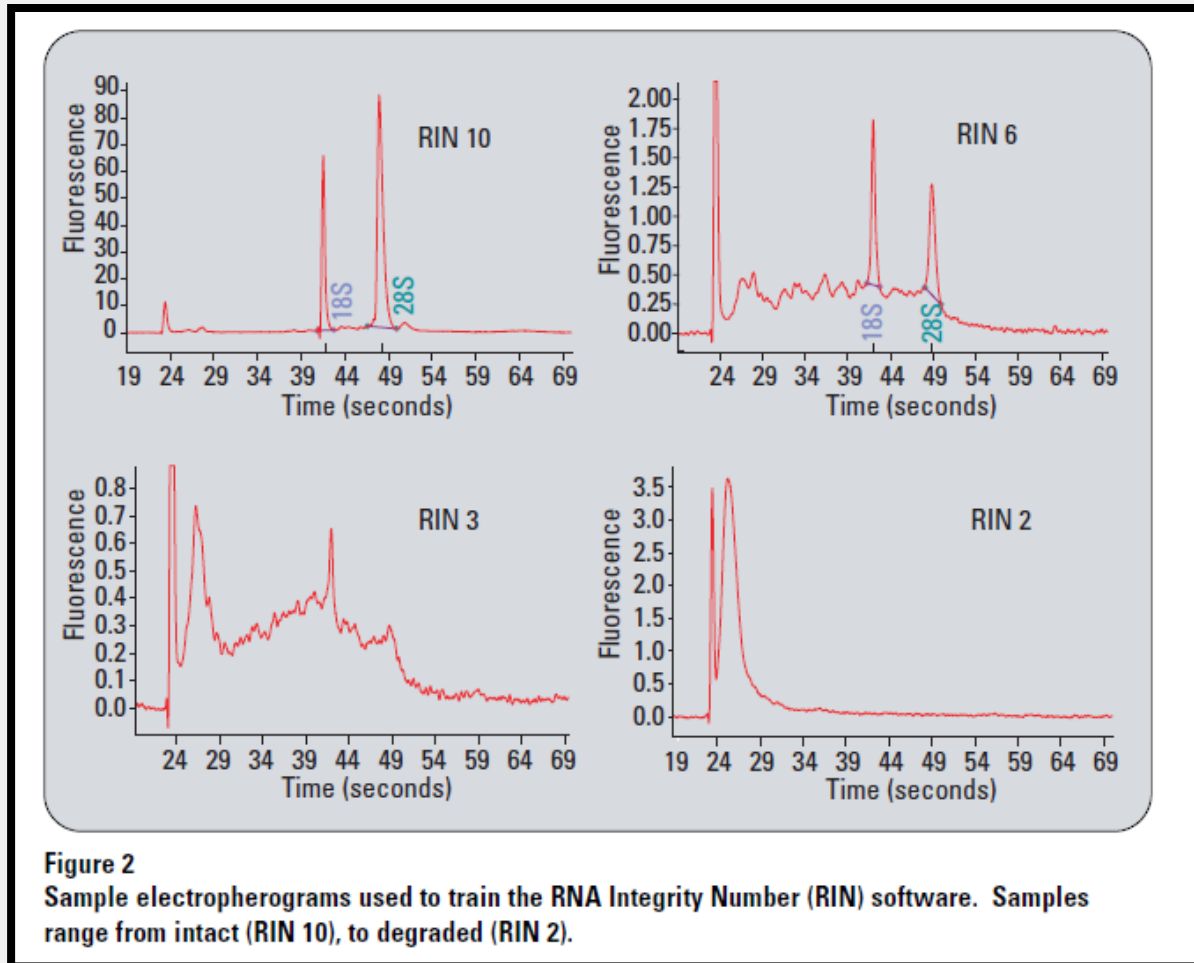 RIN 10
Fluorescence
90
80
70
60
50
40
30
20
10
0
18S
28S
19 24 29 34 39 44 49 54 59 64 69
Time (seconds)
RIN 6
Fluorescence
2.00
1.75
1.50
1.25
1.00
0.75
0.50
0.25
0.00
18S
28S
24 29 34 39 44 49 54 59 64 69
Time (seconds)
RIN 3
Fluorescence
0.8
0.7
0.6
0.5
0.4
0.3
0.2
0.1
0.0
24 29 34 39 44 49 54 59 64 69
Time (seconds)
RIN 2
Fluorescence
3.5
3.0
2.5
2.0
1.5
1.0
0.5
0.0
19 24 29 34 39 44 49 54 59 64 69
Time (seconds)
Figure 2
Sample electropherograms used to train the RNA Integrity Number (RIN) software. Samples
range from intact (RIN 10), to degraded (RIN 2).